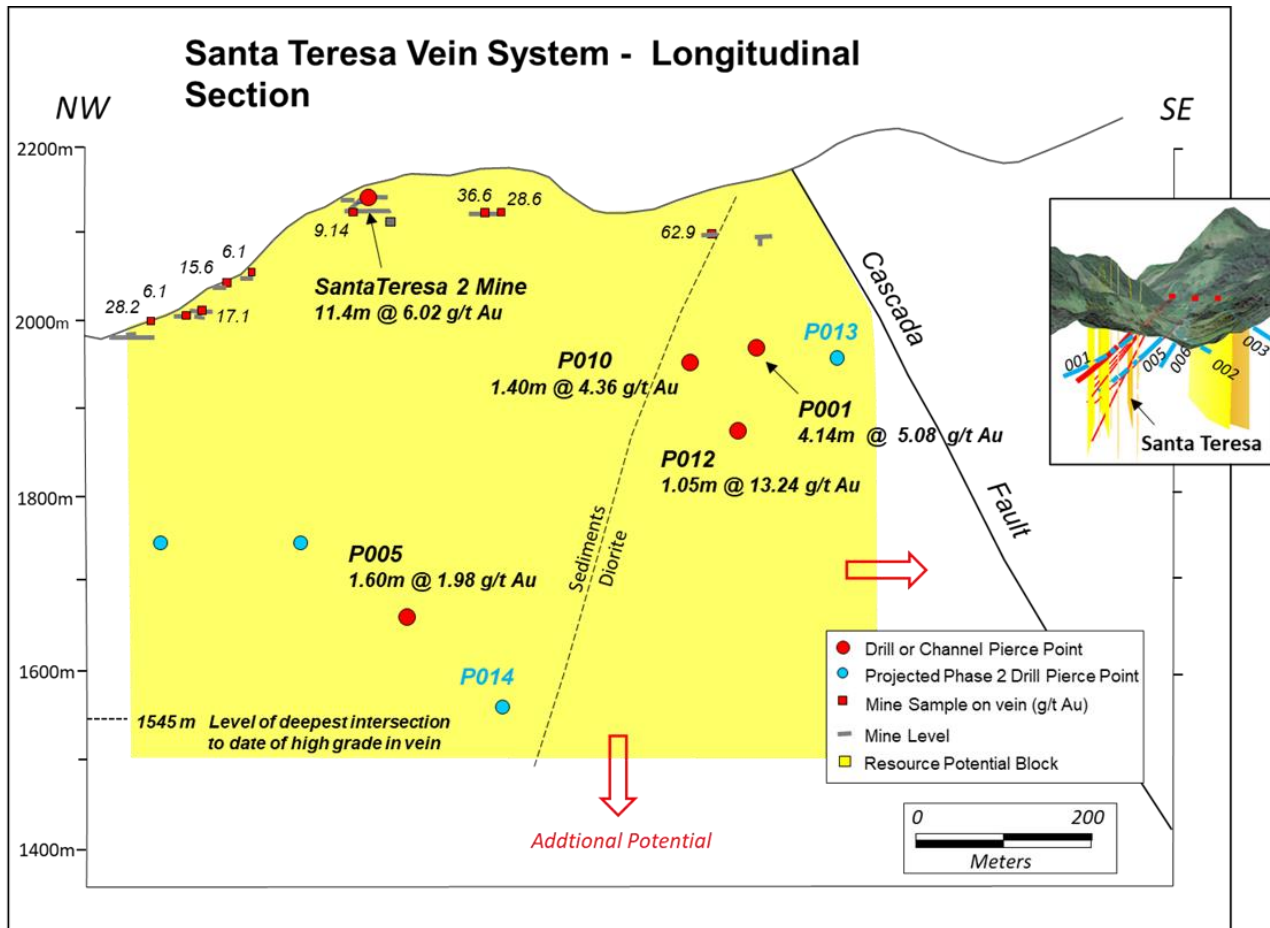 Santa Teresa Vein System - Longitudinal
Section
NW
SE
2200m
36.6
28.6
9.14
62.9
6.1
15.6
SantaTeresa 2 Mine
11.4m @ 6.02 g/t Au
6.1
28.2
17.1
2000m
Cascada
Fault
P013
P010
1.40m @ 4.36 g/t Au
P001
4.14m @ 5.08 g/t Au
P012
1.05m @ 13.24 g/t Au
001
005
006
002
003
Santa Teresa
1800m
Sediments
Diorite
P005
1.60m @ 1.98 g/t Au
P014
1600m
1545 m Level of deepest intersection
to date of high grade in vein
Drill or Channel Pierce Point
Projected Phase 2 Drill Pierce Point
Mine Sample on vein (g/t Au)
Mine Level
Resource Potential Block
0 200
Meters
Addtional Potential
1400m